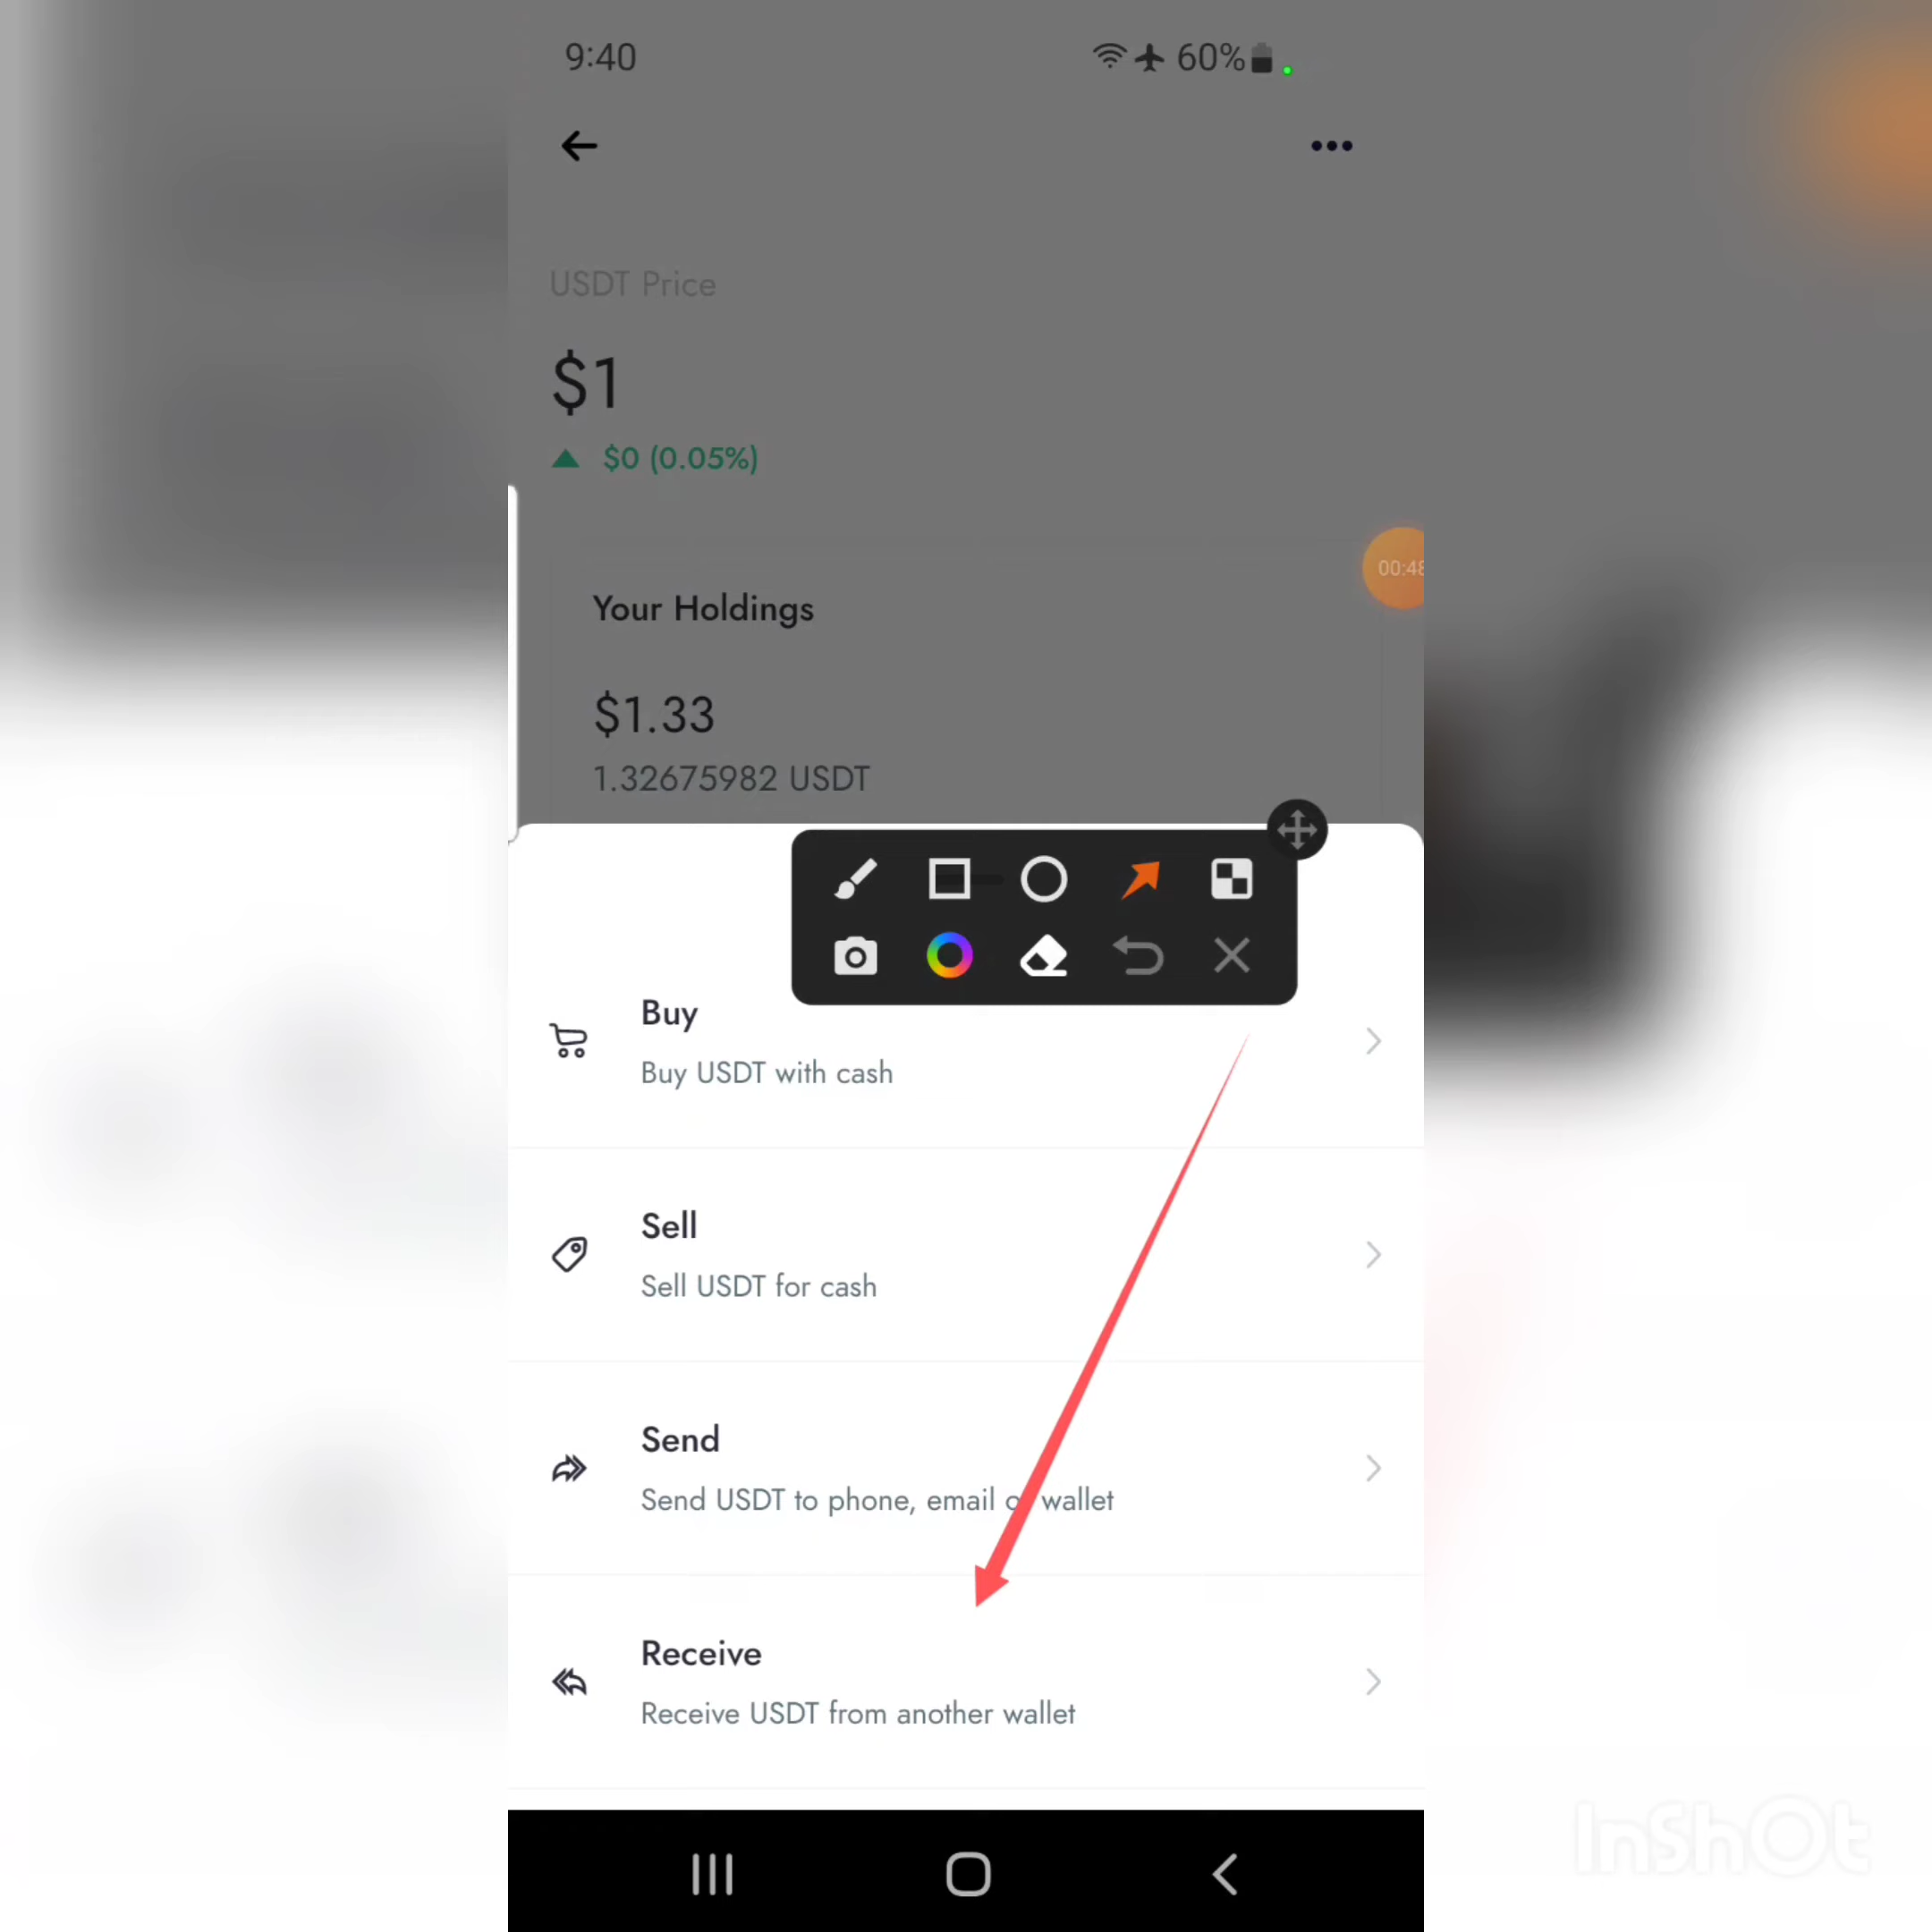 9:40
60%
USDT Price
$1
$0 (0.05%)
00:48
Your Holdings
$1.33
1.32675982 USDT
Buy
Buy USDT with cash
Sell
Sell USDT for cash
Send
Send USDT to phone, email or wallet
Receive
Receive USDT from another wallet
InShOt